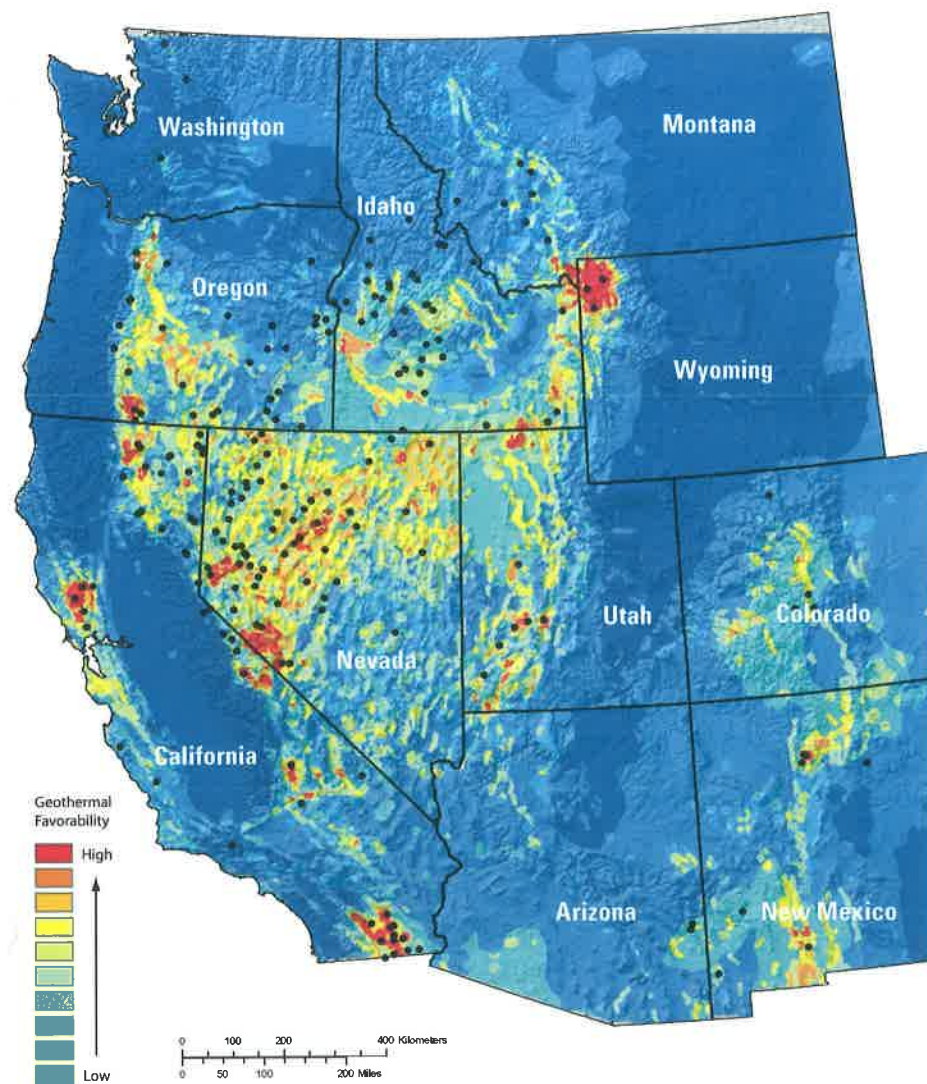 Washington
Montana
Idaho
Oregon
Wyoming
Nevada
Utah
Colorado
California
Arizona
New Mexico
Geothermal
Favorability
High
Low
0 100 200 400 Kilometers
0 50 100 200 Miles